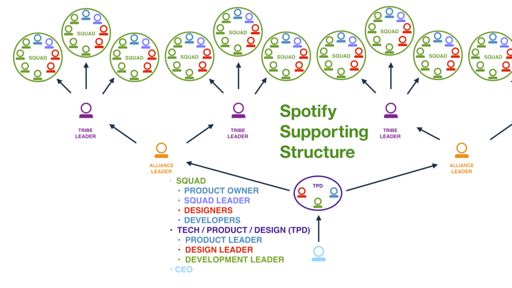 SQUAD
SQUAD
SQUAD
SQUAD
SQUAD
SQUAD
SQUAD
SQUAD
SQUAD
SQUAD
TRIBE
LEADER
TRIBE
LEADER
TRIBE
LEADER
Spotify
Supporting
Structure
ALLIANCE
LEADER
ALLIANCE
LEADER
TPD
· SQUAD
• PRODUCT OWNER
• SQUAD LEADER
• DESIGNERS
• DEVELOPERS
• TECH / PRODUCT / DESIGN (TPD)
• PRODUCT LEADER
• DESIGN LEADER
• DEVELOPMENT LEADER
· CEO